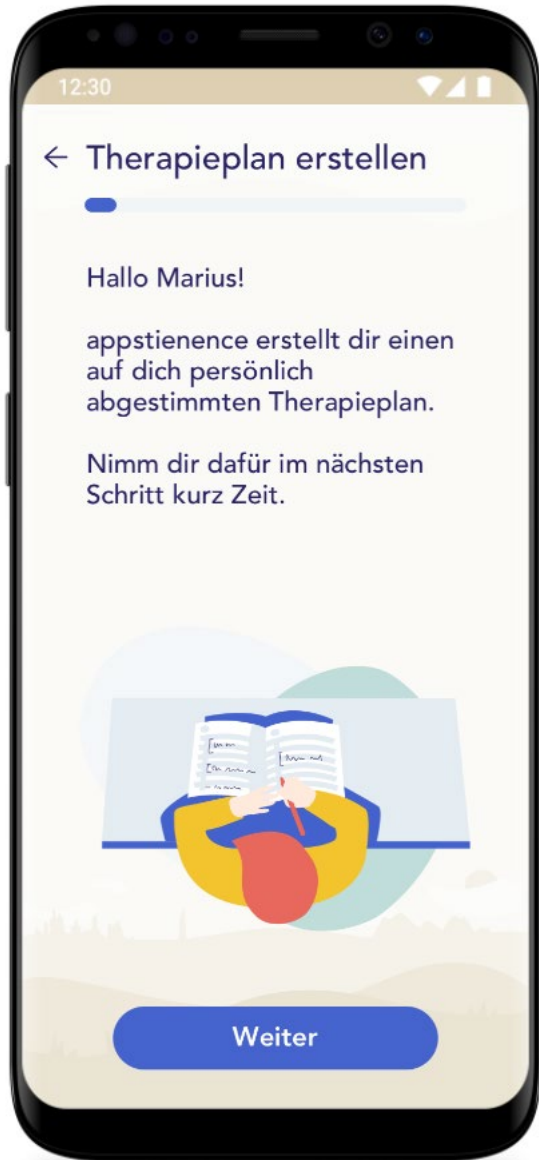 12:30
Therapieplan erstellen
Hallo Marius!
appstienence erstellt dir einen
auf dich persönlich
abgestimmten Therapieplan.
Nimm dir dafür im nächsten
Schritt kurz Zeit.
Weiter